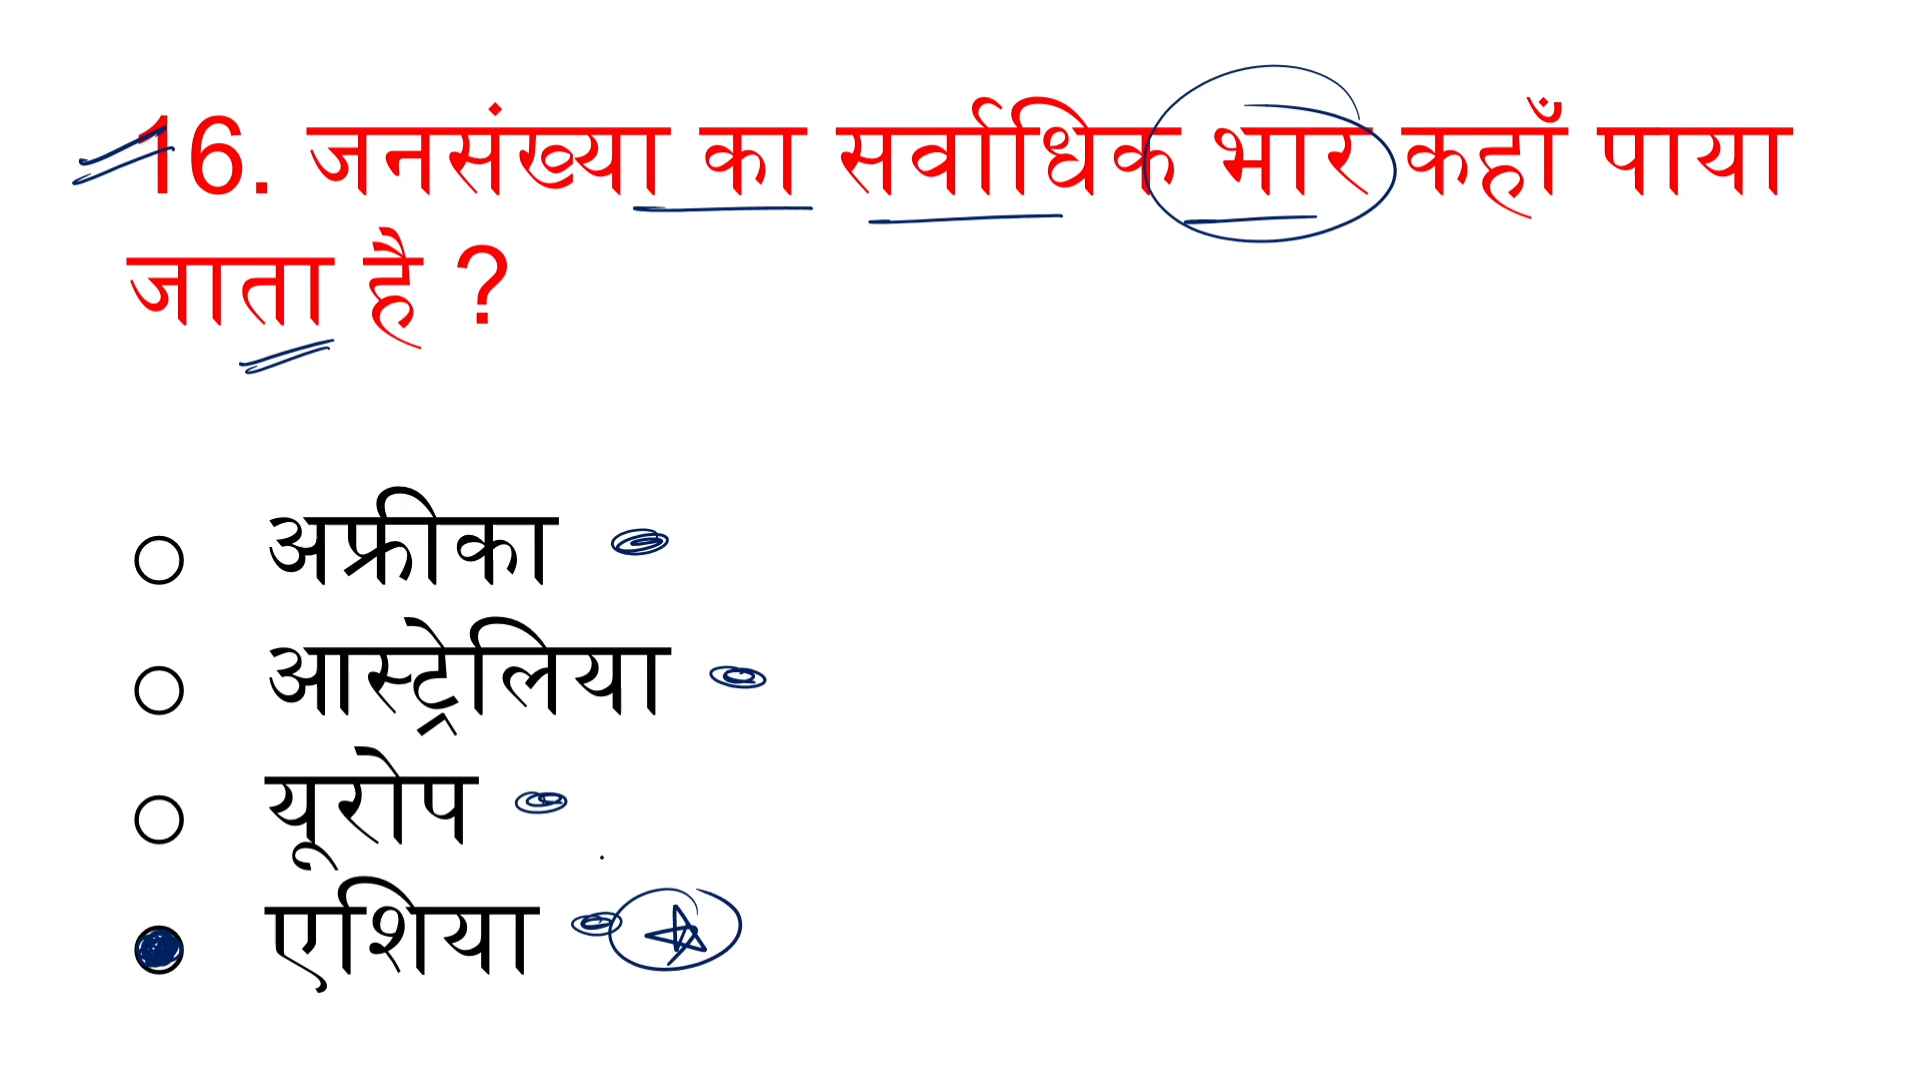 16. जनसंख्या का सर्वाधिक भार कहाँ पाया
जाता है ?
अफ्रीका
आस्ट्रेलिया
यूरोप
एशिया